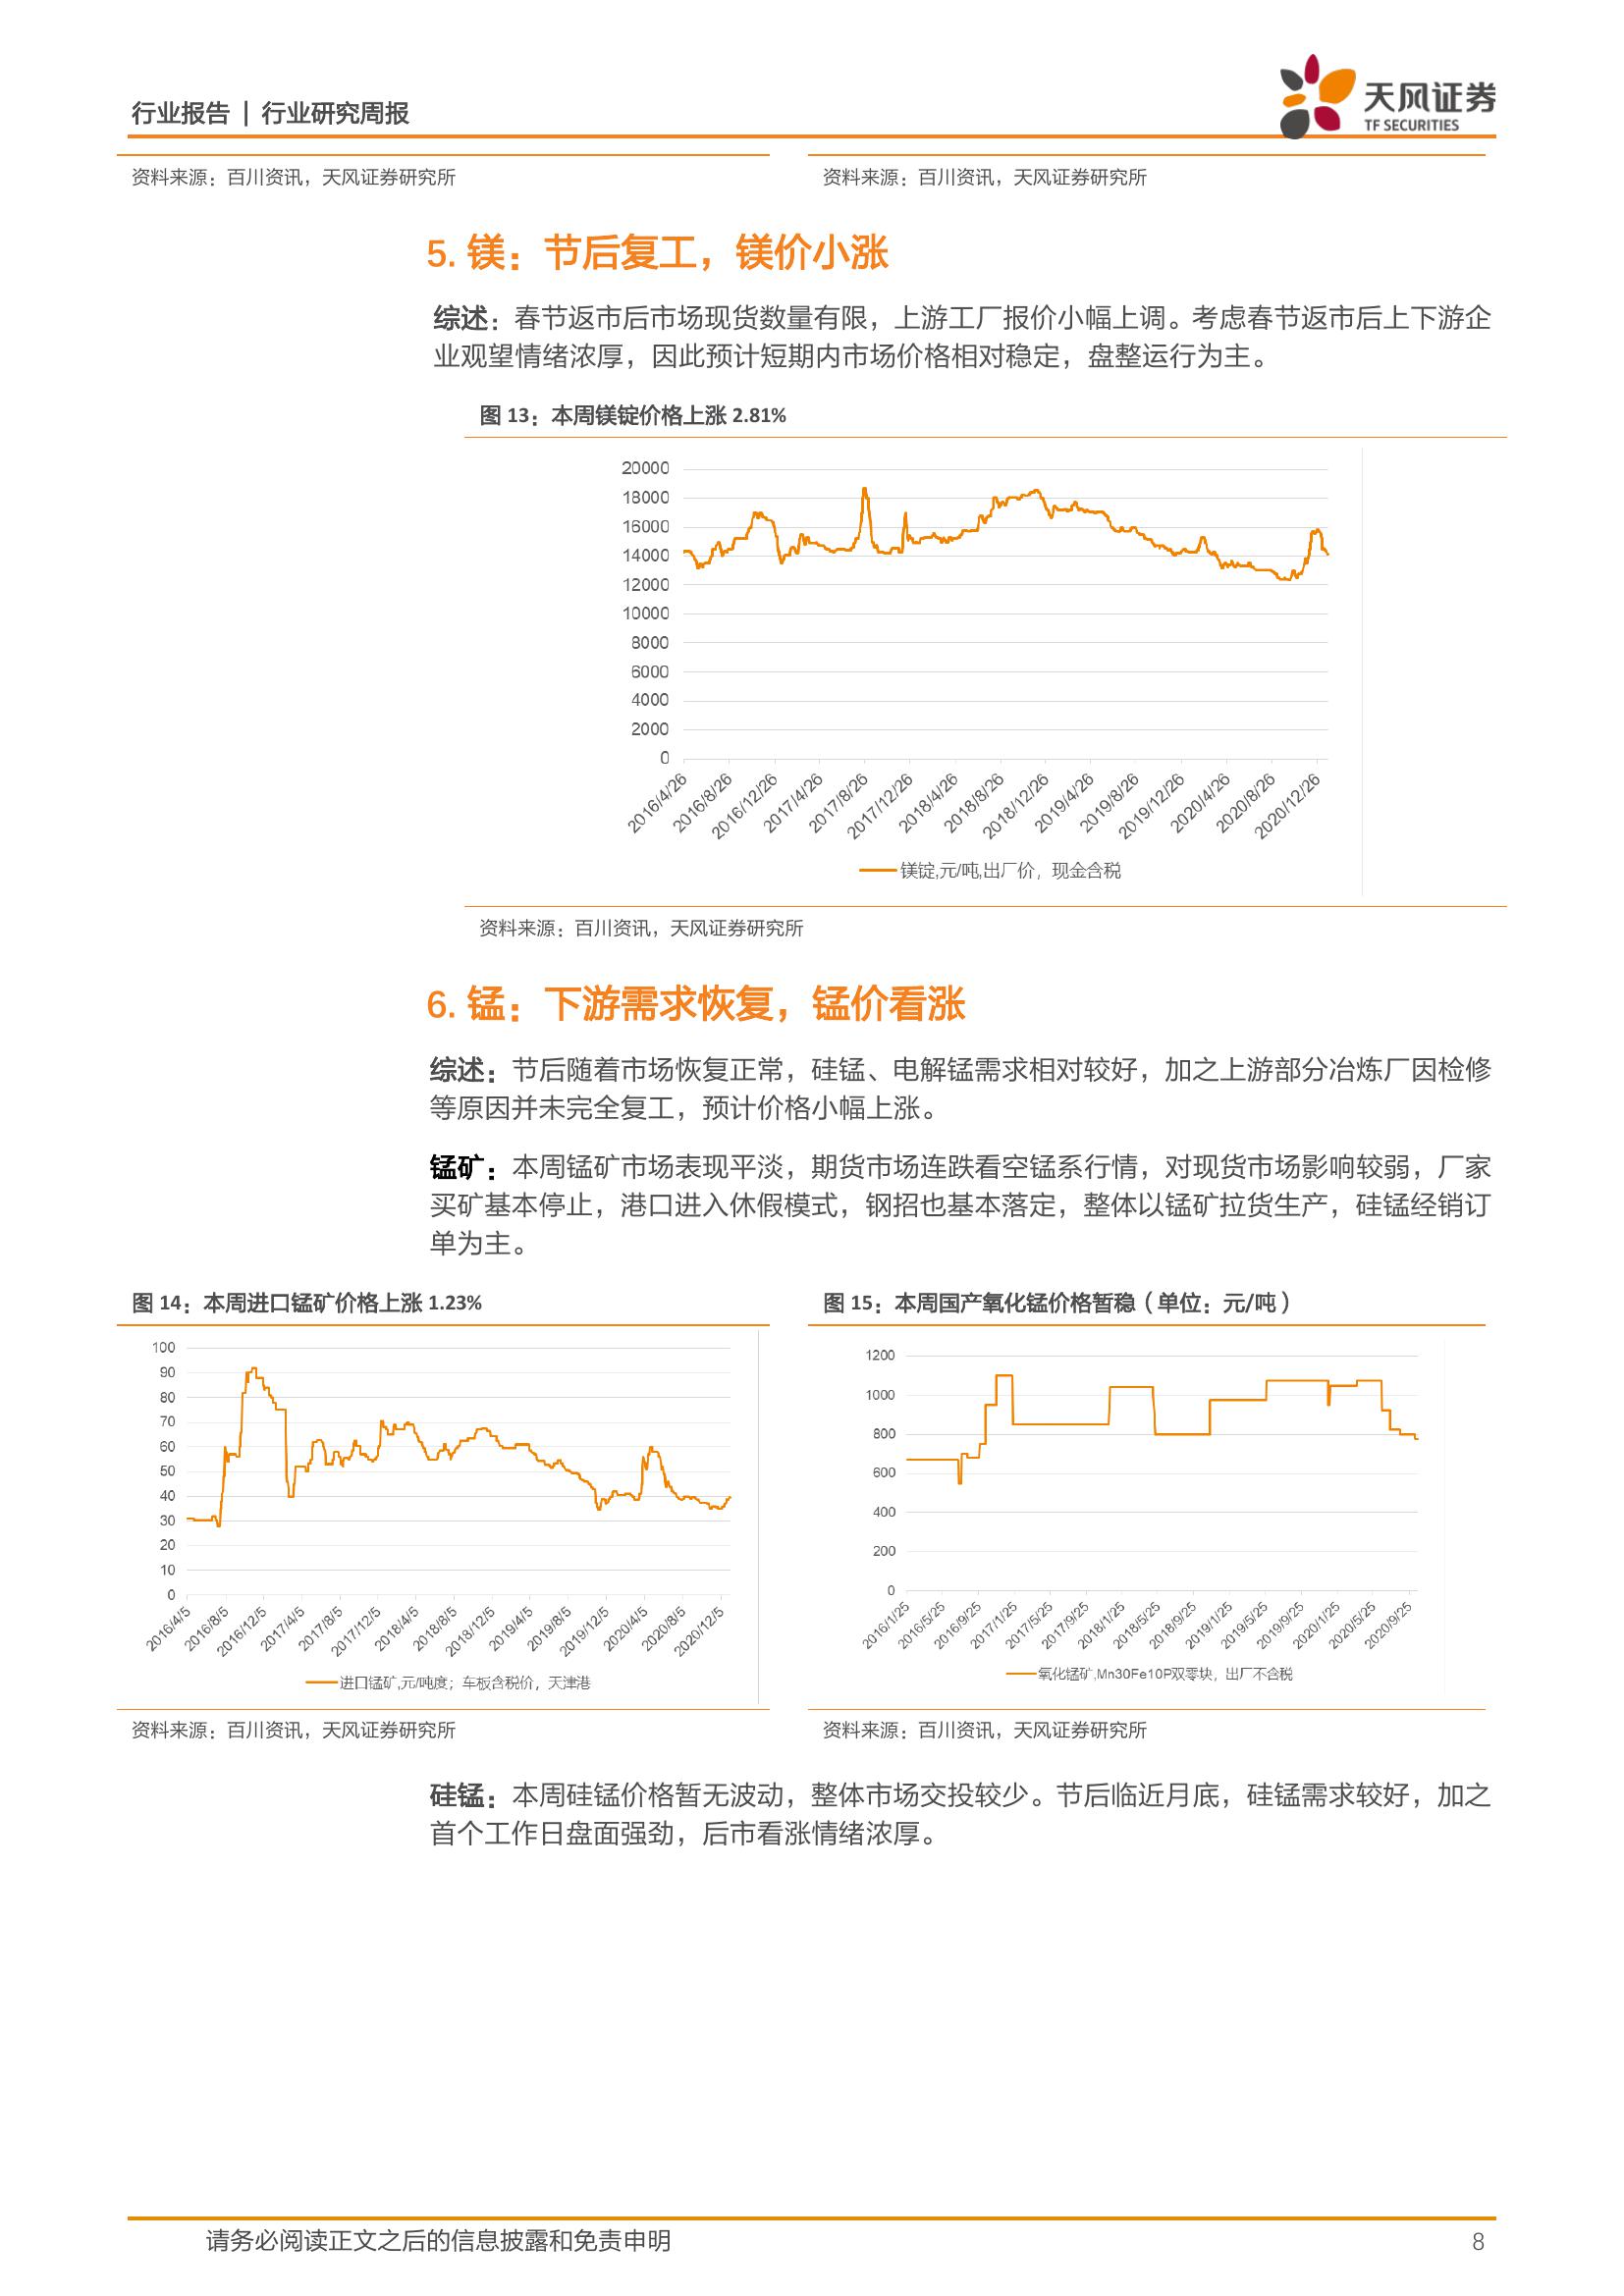 行业报告 | 行业研究周报
天风证券
TF SECURITIES
资料来源：百川资讯，天风证券研究所
资料来源：百川资讯，天风证券研究所
5. 镁：节后复工，镁价小涨
综述：春节返市后市场现货数量有限，上游工厂报价小幅上调。考虑春节返市后上下游企
业观望情绪浓厚，因此预计短期内市场价格相对稳定，盘整运行为主。
图 13：本周镁锭价格上涨 2.81%
20000
18000
16000
14000
12000
10000
8000
6000
4000
2000
0
2016/4/26
2016/8/26
2016/12/26
2017/4/26
2017/8/26
2017/12/26
2018/4/26
2018/8/26
2018/12/26
2019/4/26
2019/8/26
2019/12/26
2020/4/26
2020/8/26
2020/12/26
镁锭,元/吨,出厂价，现金含税
资料来源：百川资讯，天风证券研究所
6. 锰：下游需求恢复，锰价看涨
综述：节后随着市场恢复正常，硅锰、电解锰需求相对较好，加之上游部分冶炼厂因检修
等原因并未完全复工，预计价格小幅上涨。
锰矿：本周锰矿市场表现平淡，期货市场连跌看空锰系行情，对现货市场影响较弱，厂家
买矿基本停止，港口进入休假模式，钢招也基本落定，整体以锰矿拉货生产，硅锰经销订
单为主。
图 14：本周进口锰矿价格上涨 1.23%
100
90
80
70
60
50
40
30
20
10
0
2016/4/5
2016/8/5
2016/12/5
2017/4/5
2017/8/5
2017/12/5
2018/4/5
2018/8/5
2018/12/5
2019/4/5
2019/8/5
2019/12/5
2020/4/5
2020/8/5
2020/12/5
进口锰矿,元/吨度；车板含税价，天津港
资料来源：百川资讯，天风证券研究所
图 15：本周国产氧化锰价格暂稳（单位：元/吨）
1200
1000
800
600
400
200
0
2016/1/25
2016/5/25
2016/9/25
2017/1/25
2017/5/25
2017/9/25
2018/1/25
2018/5/25
2018/9/25
2019/1/25
2019/5/25
2019/9/25
2020/1/25
2020/5/25
2020/9/25
氧化锰矿,Mn30Fe10P双零块，出厂不含税
资料来源：百川资讯，天风证券研究所
硅锰：本周硅锰价格暂无波动，整体市场交投较少。节后临近月底，硅锰需求较好，加之
首个工作日盘面强劲，后市看涨情绪浓厚。
请务必阅读正文之后的信息披露和免责申明
8